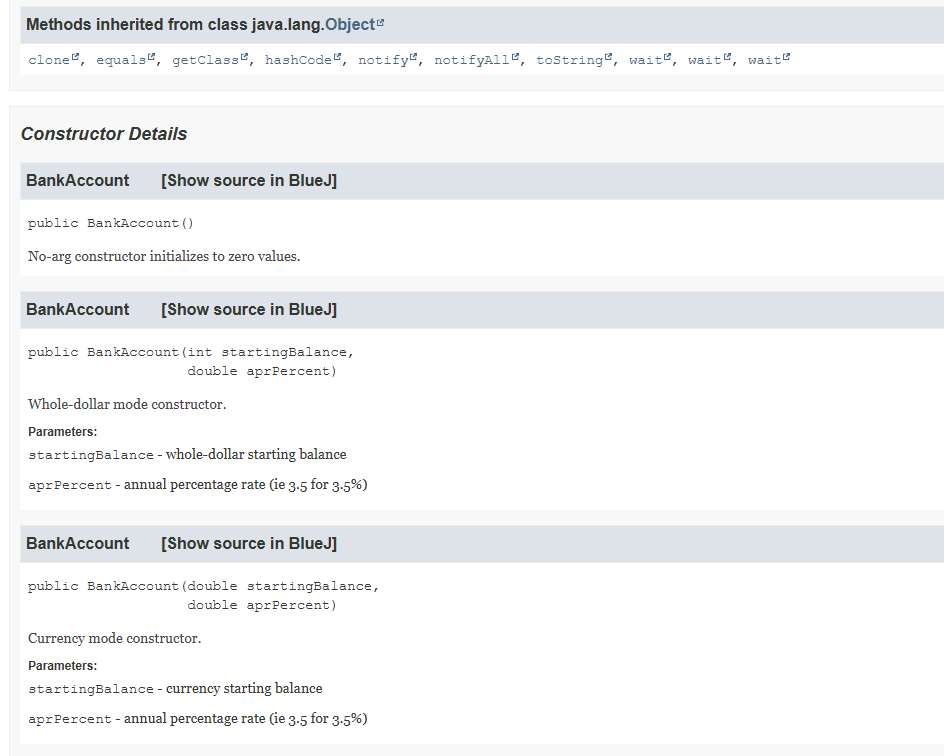 Methods inherited from class java.lang.Object
clone, equals, getClass, hashCode, notify, notifyAll, toString, wait, wait, wait
Constructor Details
BankAccount [Show source in BlueJ]
public BankAccount()
No-arg constructor initializes to zero values.
BankAccount [Show source in BlueJ]
public BankAccount(int startingBalance,
double aprPercent)
Whole-dollar mode constructor.
Parameters:
startingBalance - whole-dollar starting balance
aprPercent - annual percentage rate (ie 3.5 for 3.5%)
BankAccount [Show source in BlueJ]
public BankAccount(double startingBalance,
double aprPercent)
Currency mode constructor.
Parameters:
startingBalance - currency starting balance
aprPercent - annual percentage rate (ie 3.5 for 3.5%)